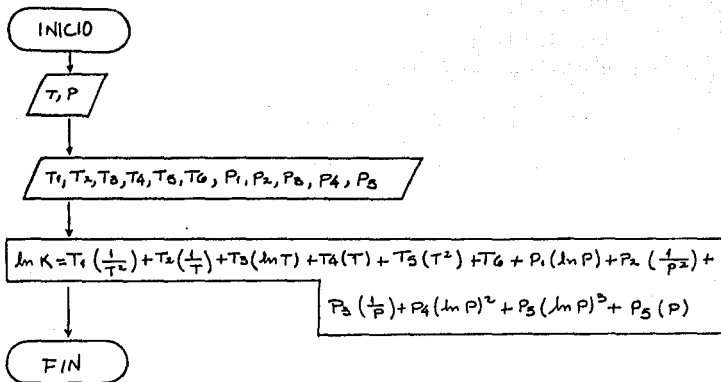 INICIO
T, P
T1, T2, T3, T4, T5, T6, P1, P2, P3, P4, P5
ln K = T1 (1/T²) + T2 (1/T) + T3 (ln T) + T4 (T) + T5 (T²) + T6 + P1 (ln P) + P2 (1/P²) +
P3 (1/P) + P4 (ln P)² + P5 (ln P)³ + P5 (P)
FIN